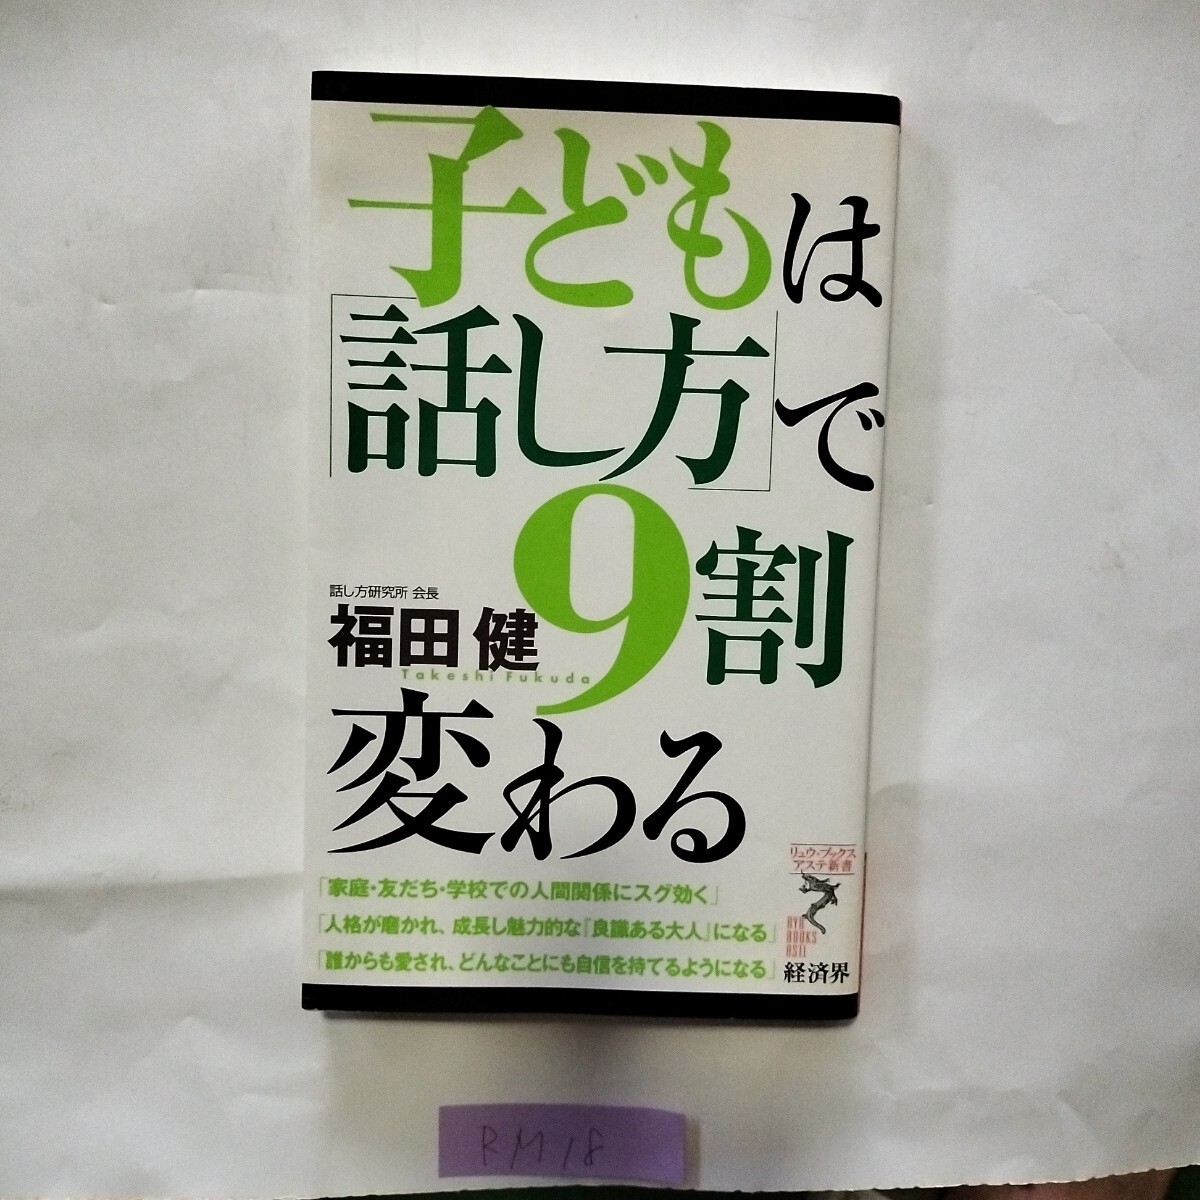 子どもは
「話し方」で
9割
変わる
話し方研究所 会長
福田 健
Takeshi Fukuda
「家庭・友だち・学校での人間関係にスグ効く」
「人格が磨かれ、成長し魅力的な『良識ある大人』になる」
「誰からも愛され、どんなことにも自信を持てるようになる」
リュウ・ブックス
アステ新書
RYU
BOOKS
ASTI
経済界
RM18